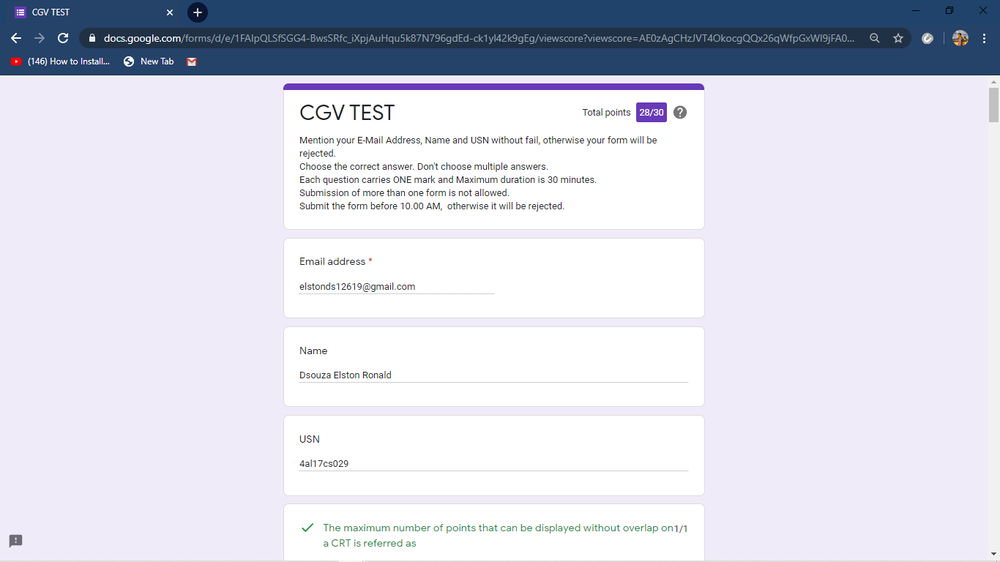 CGV TEST
docs.google.com/forms/d/e/1FAIpQLSfSGG4-BwsSRfc_iXpjAuHqu5k87N796gdEd-ck1yI42k9gEg/viewscore?viewscore=AE0zAgCHzJVT4OkocgQQx26qWfpGxWI9jFA0...
(146) How to Install...
New Tab
CGV TEST
Total points 28/30
Mention your E-Mail Address, Name and USN without fail, otherwise your form will be
rejected.
Choose the correct answer. Don't choose multiple answers.
Each question carries ONE mark and Maximum duration is 30 minutes.
Submission of more than one form is not allowed.
Submit the form before 10.00 AM,  otherwise it will be rejected.
Email address *
elstonds12619@gmail.com
Name
Dsouza Elston Ronald
USN
4al17cs029
The maximum number of points that can be displayed without overlap on 1/1
a CRT is referred as